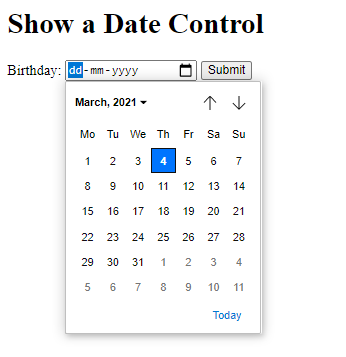 Show a Date Control
Birthday: dd-mm-yyyy Submit
March, 2021
Mo Tu We Th Fr Sa Su
1 2 3 4 5 6 7
8 9 10 11 12 13 14
15 16 17 18 19 20 21
22 23 24 25 26 27 28
29 30 31 1 2 3 4
5 6 7 8 9 10 11
Today